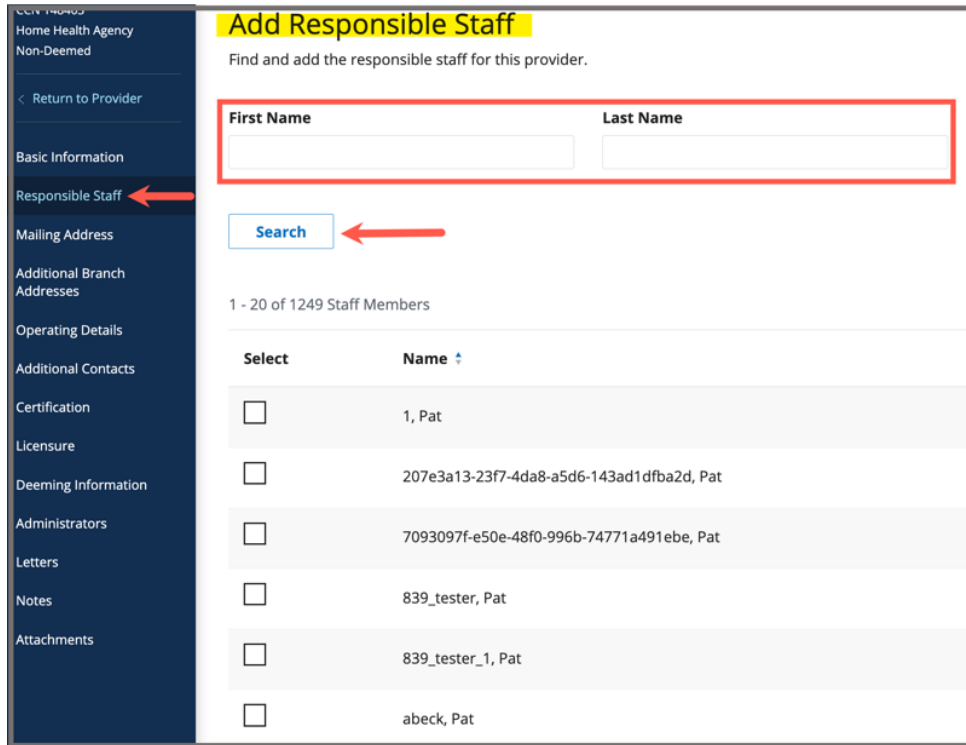 Home Health Agency
Non-Deemed
< Return to Provider
Basic Information
Responsible Staff
Mailing Address
Additional Branch
Addresses
Operating Details
Additional Contacts
Certification
Licensure
Deeming Information
Administrators
Letters
Notes
Attachments
Add Responsible Staff
Find and add the responsible staff for this provider.
First Name Last Name
Search
1 - 20 of 1249 Staff Members
Select Name
1, Pat
207e3a13-23f7-4da8-a5d6-143ad1dfba2d, Pat
7093097f-e50e-48f0-996b-74771a491ebe, Pat
839_tester, Pat
839_tester_1, Pat
abeck, Pat